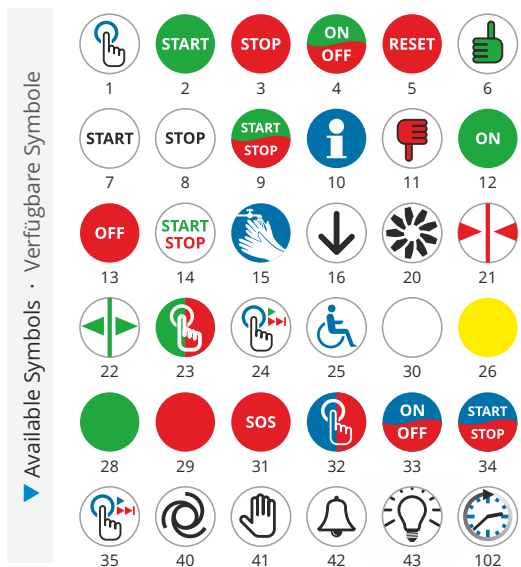 Available Symbols · Verfügbare Symbole
START STOP ON OFF RESET
1 2 3 4 5 6
START STOP START STOP i ON
7 8 9 10 11 12
OFF START STOP
13 14 15 16 20 21
22 23 24 25 30 26
SOS ON OFF START STOP
28 29 31 32 33 34
35 40 41 42 43 102